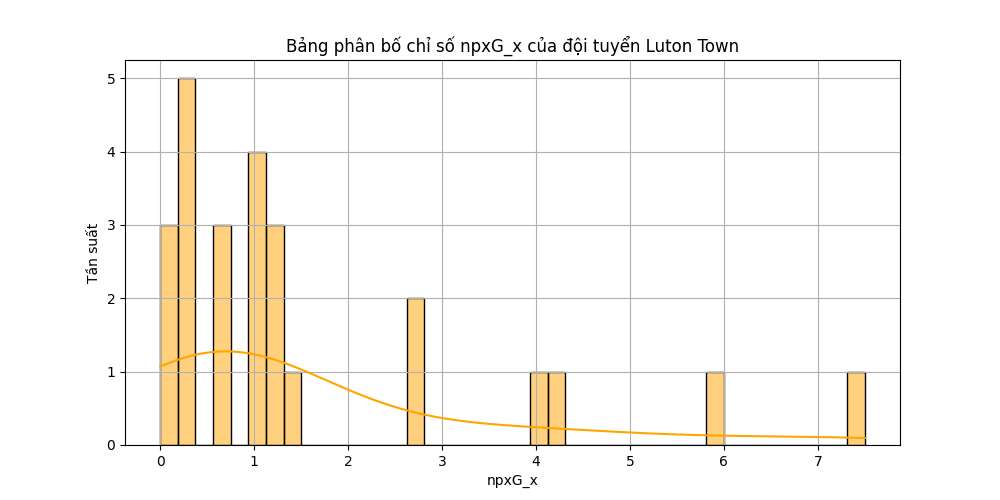 Bảng phân bố chỉ số npxG_x của đội tuyển Luton Town
Tần suất
5
4
3
2
1
0
0 1 2 3 4 5 6 7
npxG_x